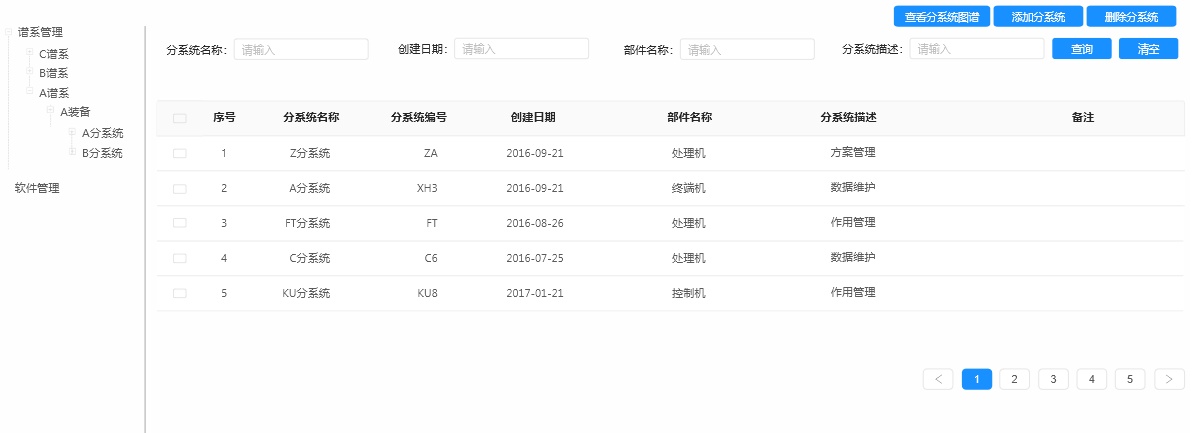 查看分系统图谱 添加分系统 删除分系统
谱系管理
C谱系
B谱系
A谱系
A装备
A分系统
B分系统
软件管理
分系统名称: 请输入 创建日期: 请输入 部件名称: 请输入 分系统描述: 请输入 查询 清空
序号 分系统名称 分系统编号 创建日期 部件名称 分系统描述 备注
1 Z分系统 ZA 2016-09-21 处理机 方案管理
2 A分系统 XH3 2016-09-21 终端机 数据维护
3 FT分系统 FT 2016-08-26 处理机 作用管理
4 C分系统 C6 2016-07-25 处理机 数据维护
5 KU分系统 KU8 2017-01-21 控制机 作用管理
< 1 2 3 4 5 >